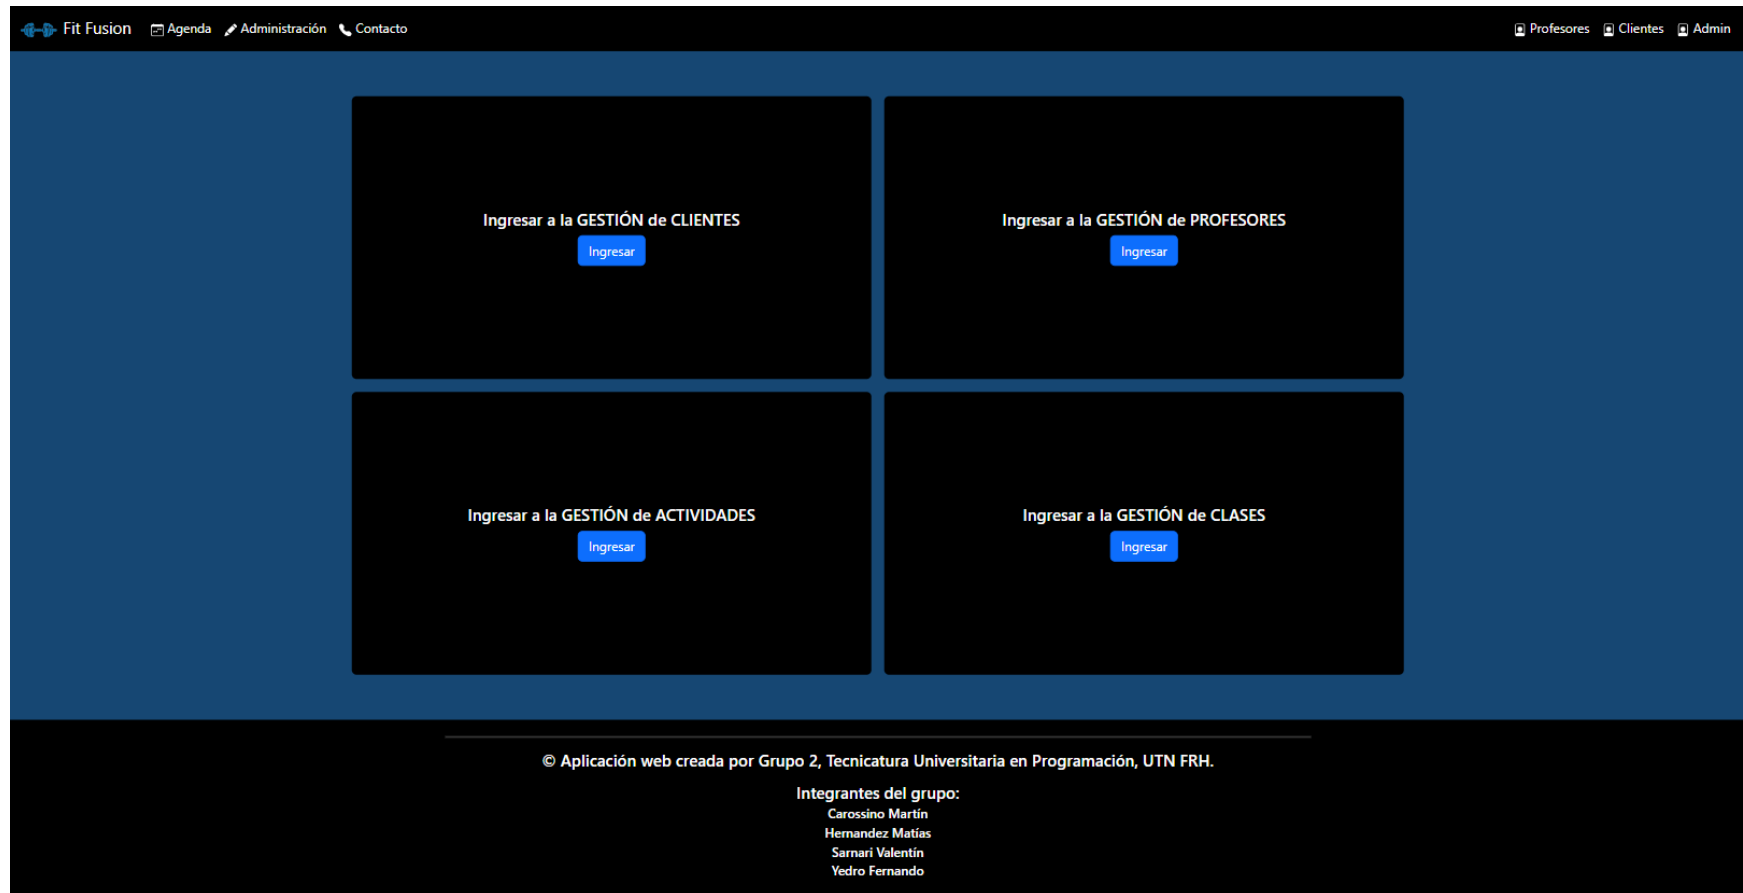 Fit Fusion Agenda Administración Contacto Profesores Clientes Admin
Ingresar a la GESTIÓN de CLIENTES
Ingresar
Ingresar a la GESTIÓN de PROFESORES
Ingresar
Ingresar a la GESTIÓN de ACTIVIDADES
Ingresar
Ingresar a la GESTIÓN de CLASES
Ingresar
© Aplicación web creada por Grupo 2, Tecnicatura Universitaria en Programación, UTN FRH.
Integrantes del grupo:
Carossino Martín
Hernandez Matías
Sarnari Valentín
Yedro Fernando